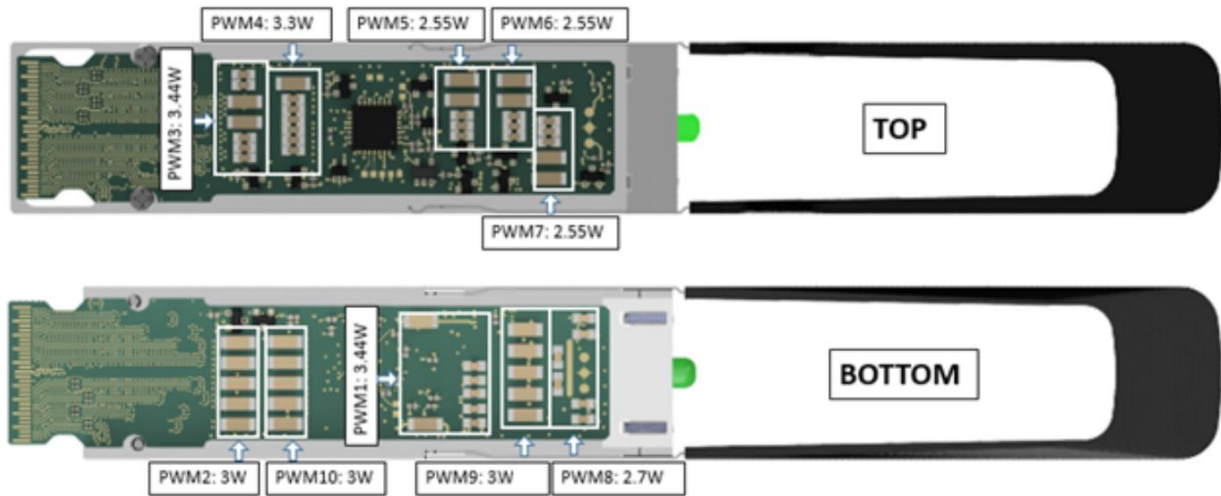 PWM4: 3.3W
PWM5: 2.55W
PWM6: 2.55W
PWM3: 3.44W
TOP
PWM7: 2.55W
PWM1: 3.44W
BOTTOM
PWM2: 3W
PWM10: 3W
PWM9: 3W
PWM8: 2.7W